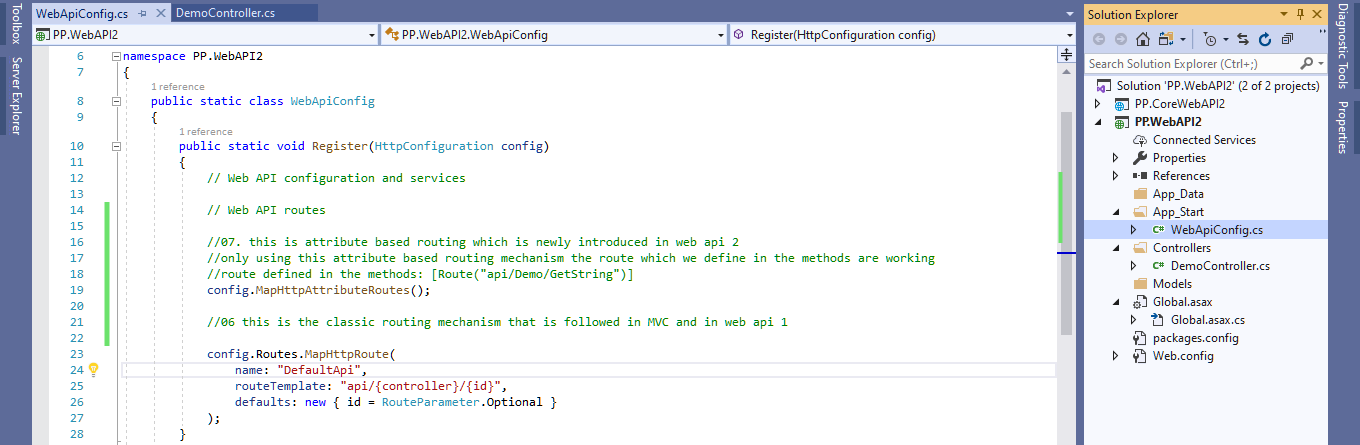 Toolbox
Server Explorer
WebApiConfig.cs
DemoController.cs
PP.WebAPI2
PP.WebAPI2.WebApiConfig
Register(HttpConfiguration config)
6 namespace PP.WebAPI2
7 {
1 reference
8 public static class WebApiConfig
9 {
1 reference
10 public static void Register(HttpConfiguration config)
11 {
12 // Web API configuration and services
13
14 // Web API routes
15
16 //07. this is attribute based routing which is newly introduced in web api 2
17 //only using this attribute based routing mechanism the route which we define in the methods are working
18 //route defined in the methods: [Route("api/Demo/GetString")]
19 config.MapHttpAttributeRoutes();
20
21 //06 this is the classic routing mechanism that is followed in MVC and in web api 1
22
23 config.Routes.MapHttpRoute(
24 name: "DefaultApi",
25 routeTemplate: "api/{controller}/{id}",
26 defaults: new { id = RouteParameter.Optional }
27 );
28 }
Solution Explorer
Search Solution Explorer (Ctrl+;)
Solution 'PP.WebAPI2' (2 of 2 projects)
PP.CoreWebAPI2
PP.WebAPI2
Connected Services
Properties
References
App_Data
App_Start
C# WebApiConfig.cs
Controllers
C# DemoController.cs
Models
Global.asax
Global.asax.cs
packages.config
Web.config
Diagnostic Tools
Properties